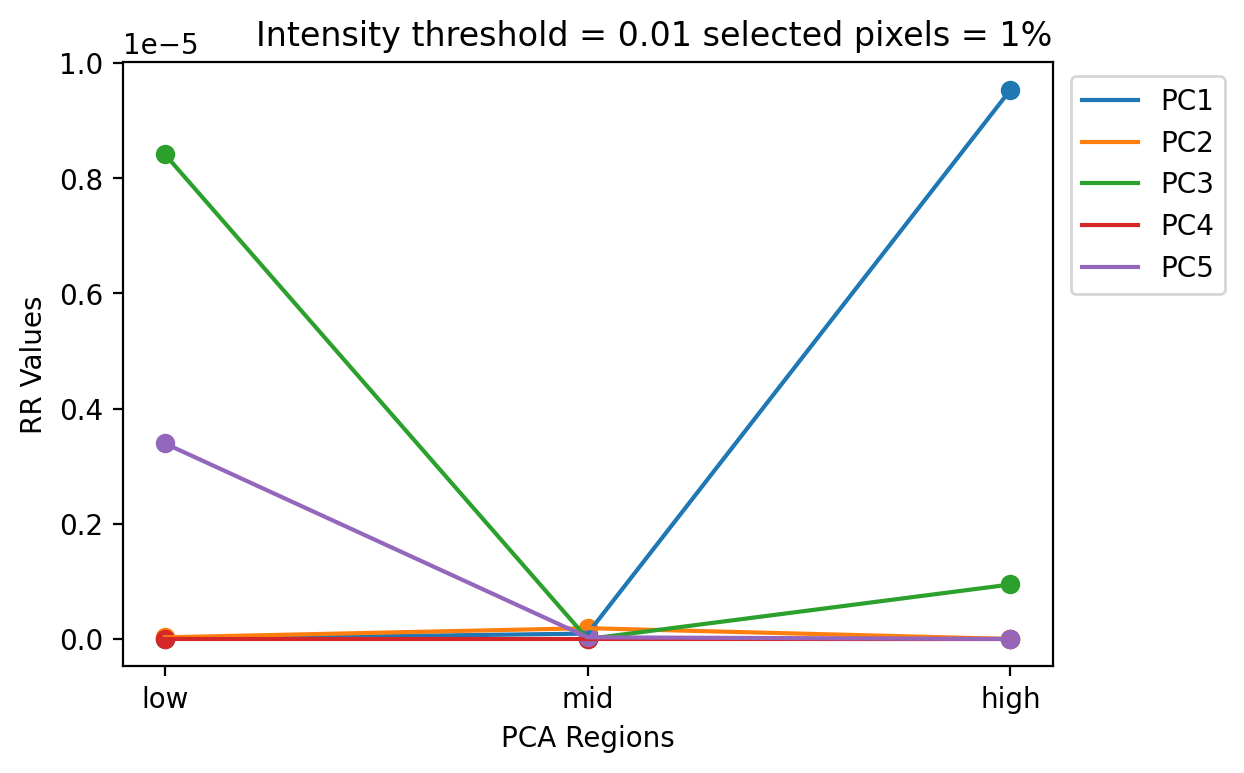 Intensity threshold = 0.01 selected pixels = 1%
1e−5
1.0
0.8
0.6
0.4
0.2
0.0
RR Values
low mid high
PCA Regions
PC1
PC2
PC3
PC4
PC5